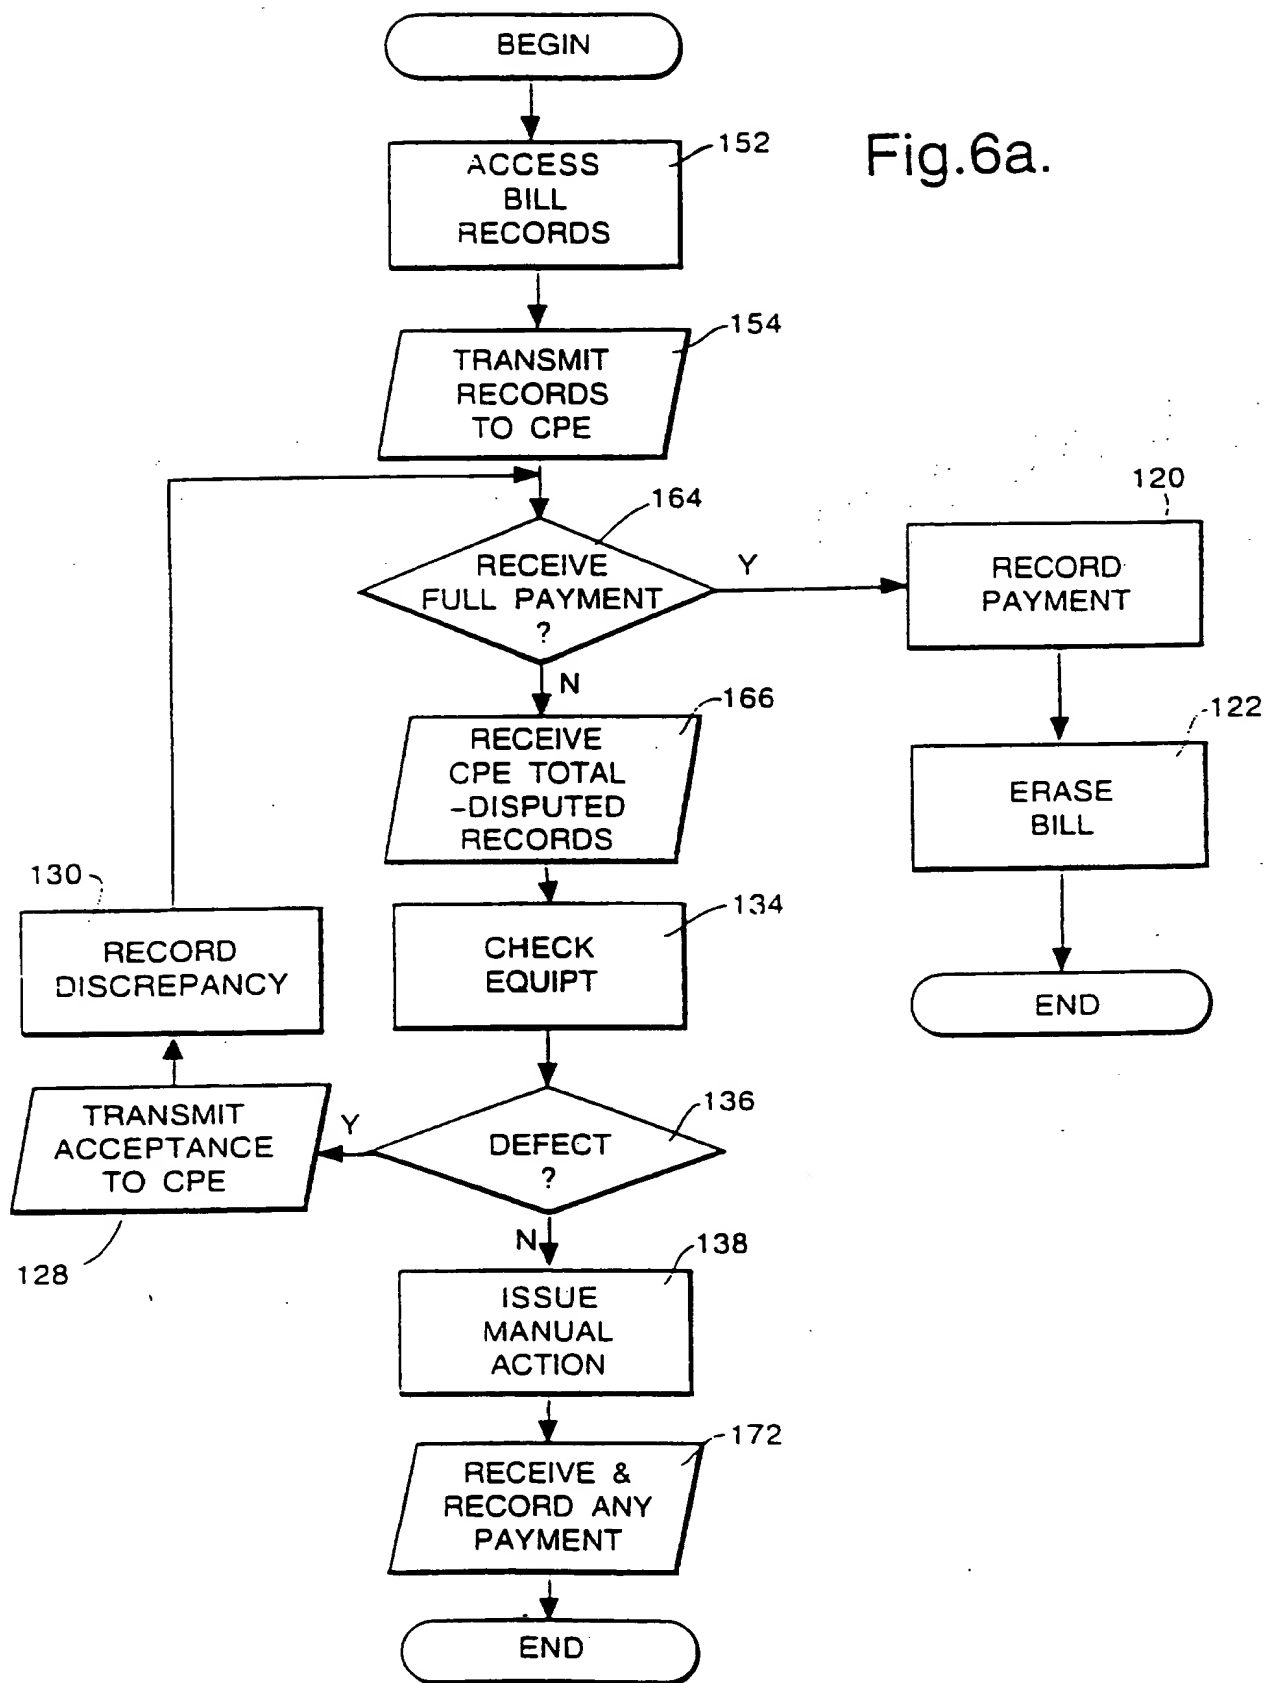 BEGIN
Fig.6a.
152
ACCESS
BILL
RECORDS
154
TRANSMIT
RECORDS
TO CPE
164
RECEIVE
FULL PAYMENT
?
Y
N
120
RECORD
PAYMENT
122
ERASE
BILL
END
166
RECEIVE
CPE TOTAL
-DISPUTED
RECORDS
134
CHECK
EQUIPT
136
DEFECT
?
Y
N
128
TRANSMIT
ACCEPTANCE
TO CPE
130
RECORD
DISCREPANCY
138
ISSUE
MANUAL
ACTION
172
RECEIVE &
RECORD ANY
PAYMENT
END